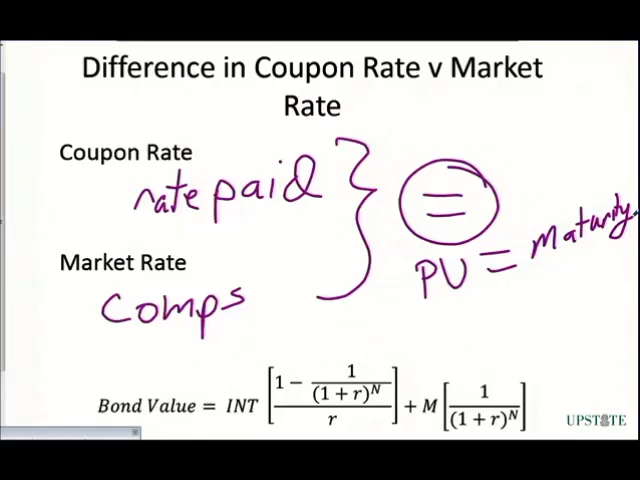 Difference in Coupon Rate v Market
Rate
Coupon Rate
rate paid
=
PV = maturity.
Market Rate
Comps
Bond Value = INT [1 − 1/(1 + r)^N / r] + M [1/(1 + r)^N]
UPSTATE